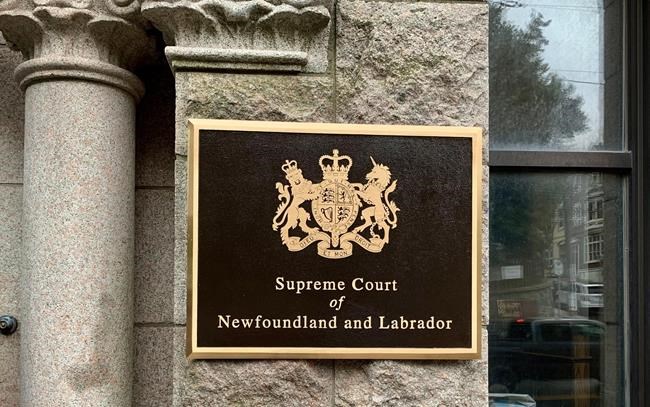 ET MON
Supreme Court
of
Newfoundland and Labrador